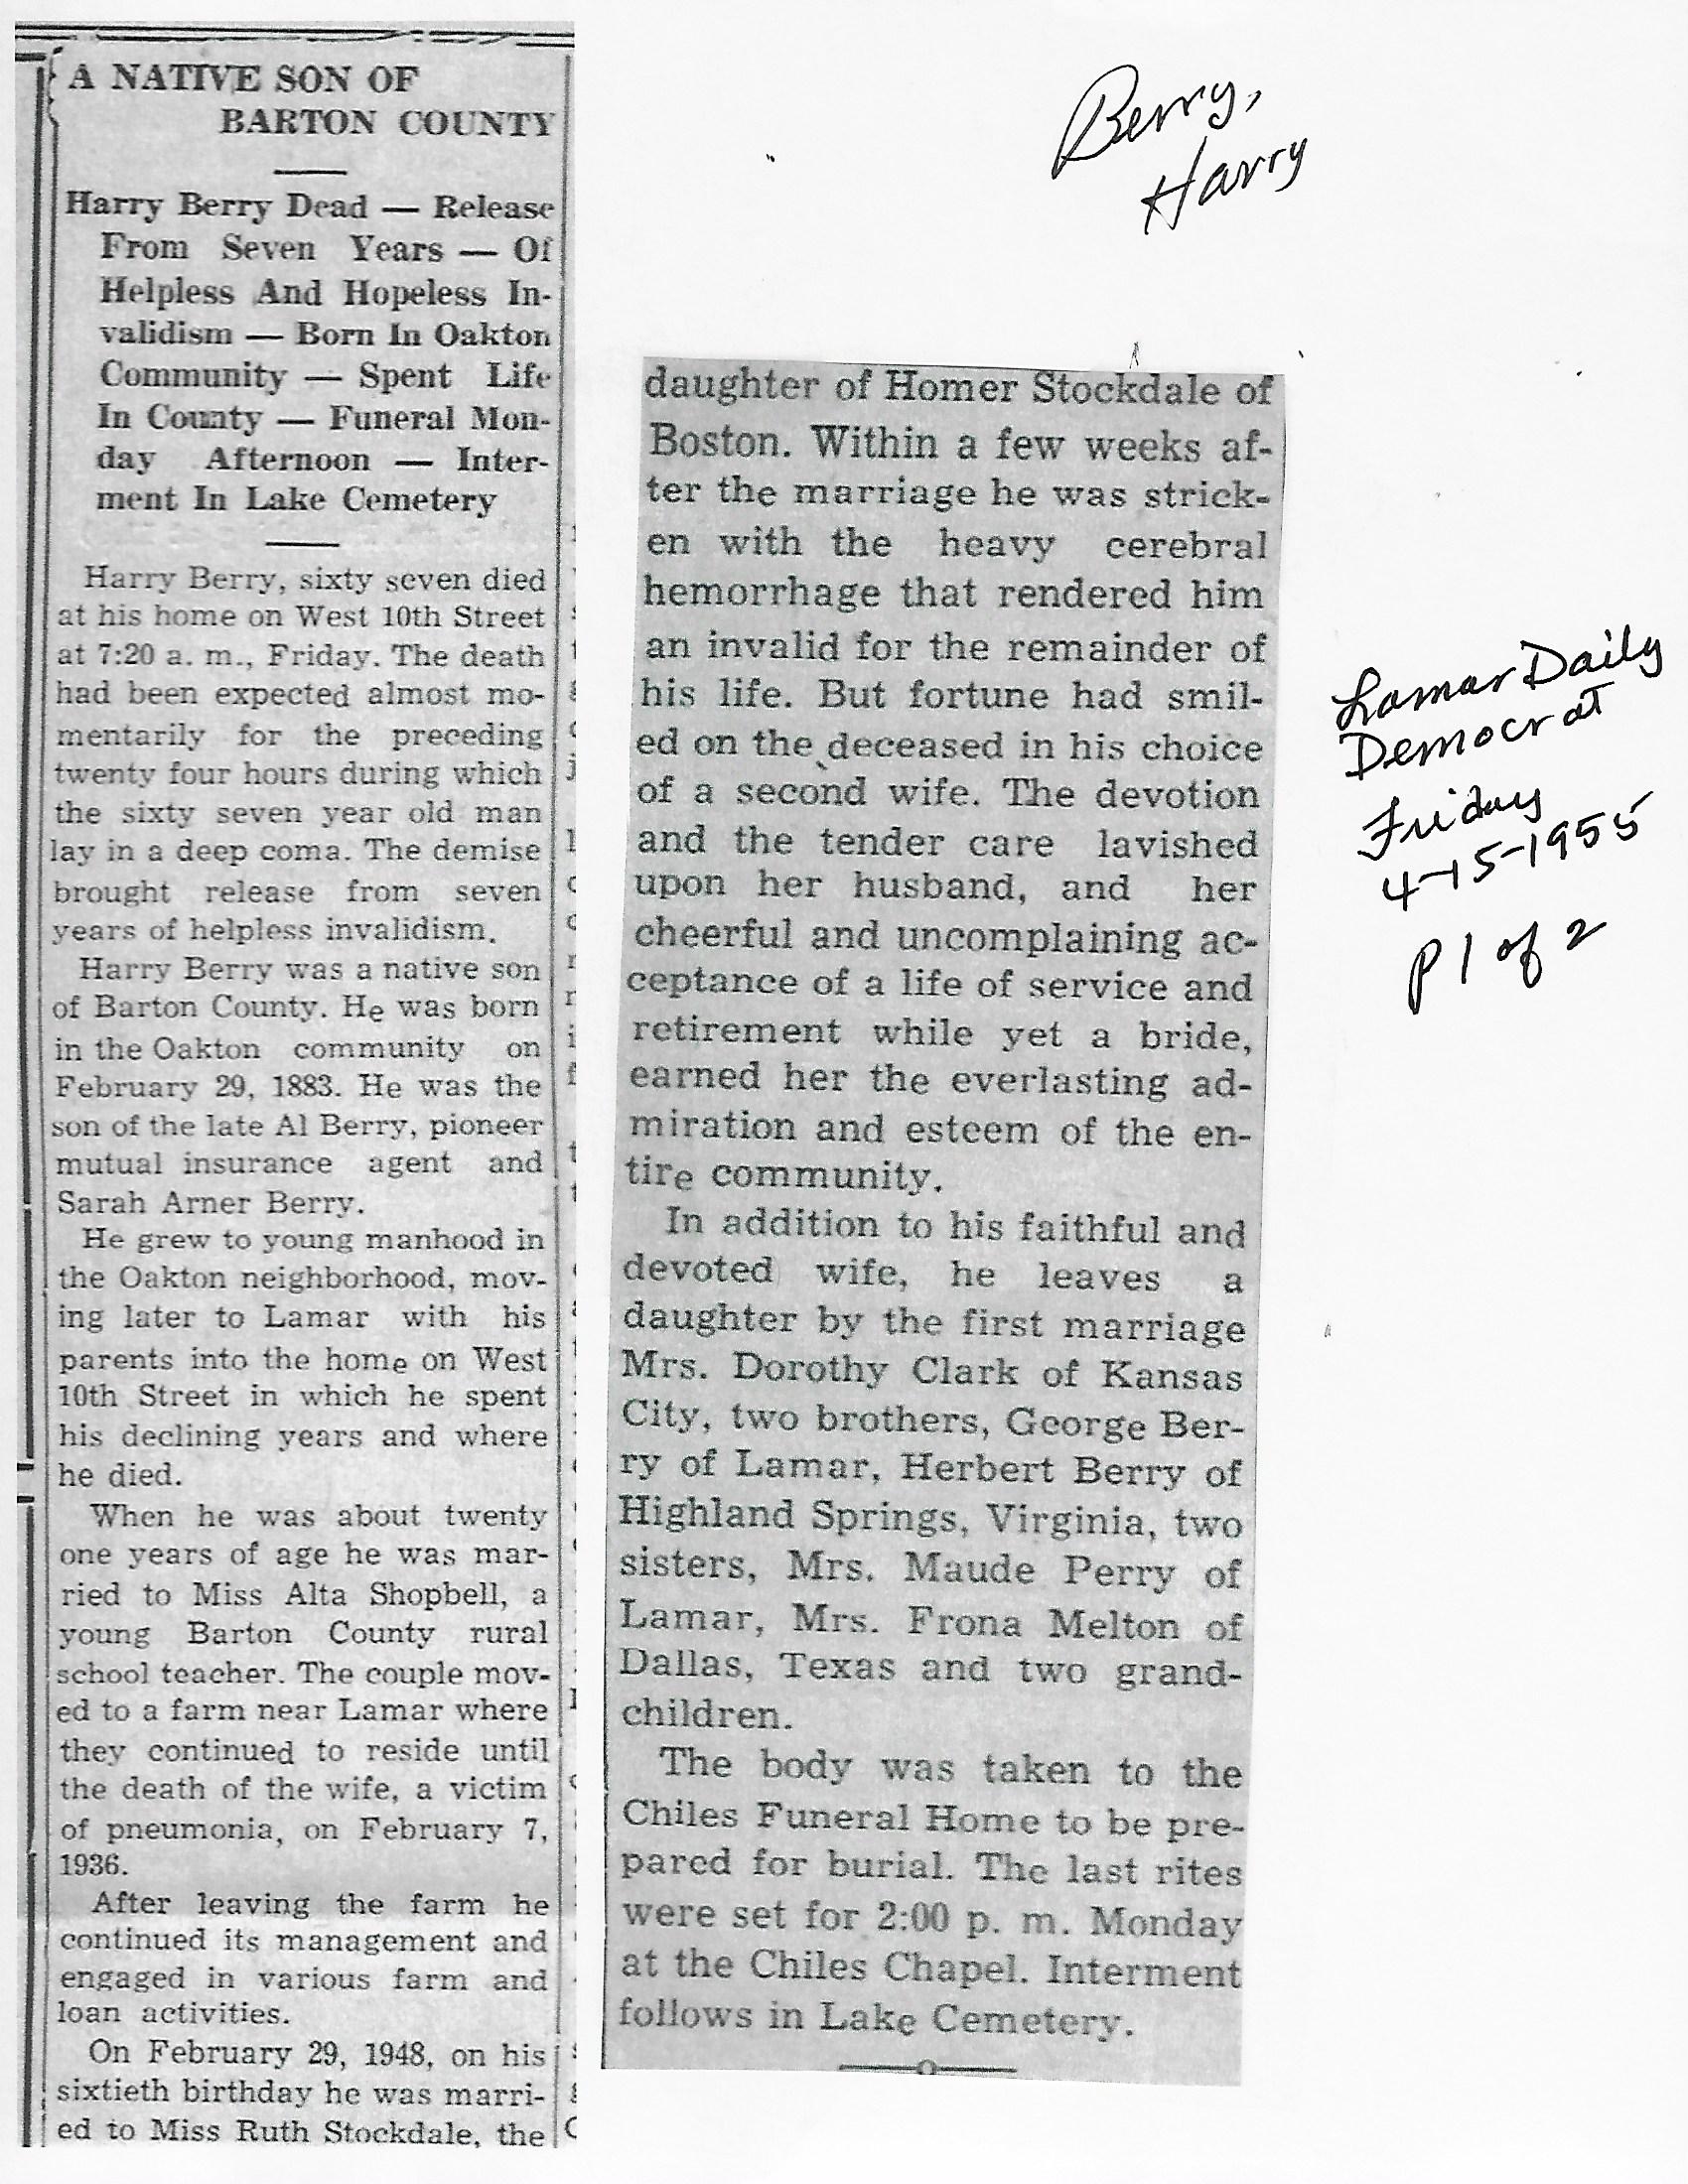 A NATIVE SON OF
BARTON COUNTY
Harry Berry Dead — Release
From Seven Years — Of
Helpless And Hopeless In-
validism — Born In Oakton
Community — Spent Life
In County — Funeral Mon-
day Afternoon — Inter-
ment In Lake Cemetery
Harry Berry, sixty seven died
at his home on West 10th Street
at 7:20 a. m., Friday. The death
had been expected almost mo-
mentarily for the preceding
twenty four hours during which
the sixty seven year old man
lay in a deep coma. The demise
brought release from seven
years of helpless invalidism.
Harry Berry was a native son
of Barton County. He was born
in the Oakton community on
February 29, 1883. He was the
son of the late Al Berry, pioneer
mutual insurance agent and
Sarah Arner Berry.
He grew to young manhood in
the Oakton neighborhood, mov-
ing later to Lamar with his
parents into the home on West
10th Street in which he spent
his declining years and where
he died.
When he was about twenty
one years of age he was mar-
ried to Miss Alta Shopbell, a
young Barton County rural
school teacher. The couple mov-
ed to a farm near Lamar where
they continued to reside until
the death of the wife, a victim
of pneumonia, on February 7,
1936.
After leaving the farm he
continued its management and
engaged in various farm and
loan activities.
On February 29, 1948, on his
sixtieth birthday he was marri-
ed to Miss Ruth Stockdale, the
daughter of Homer Stockdale of
Boston. Within a few weeks af-
ter the marriage he was strick-
en with the heavy cerebral
hemorrhage that rendered him
an invalid for the remainder of
his life. But fortune had smil-
ed on the deceased in his choice
of a second wife. The devotion
and the tender care lavished
upon her husband, and her
cheerful and uncomplaining ac-
ceptance of a life of service and
retirement while yet a bride,
earned her the everlasting ad-
miration and esteem of the en-
tire community.
In addition to his faithful and
devoted wife, he leaves a
daughter by the first marriage
Mrs. Dorothy Clark of Kansas
City, two brothers, George Ber-
ry of Lamar, Herbert Berry of
Highland Springs, Virginia, two
sisters, Mrs. Maude Perry of
Lamar, Mrs. Frona Melton of
Dallas, Texas and two grand-
children.
The body was taken to the
Chiles Funeral Home to be pre-
pared for burial. The last rites
were set for 2:00 p. m. Monday
at the Chiles Chapel. Interment
follows in Lake Cemetery.
Berry,
Harry
Lamar Daily
Democrat
Friday
4-15-1955
P 1 of 2